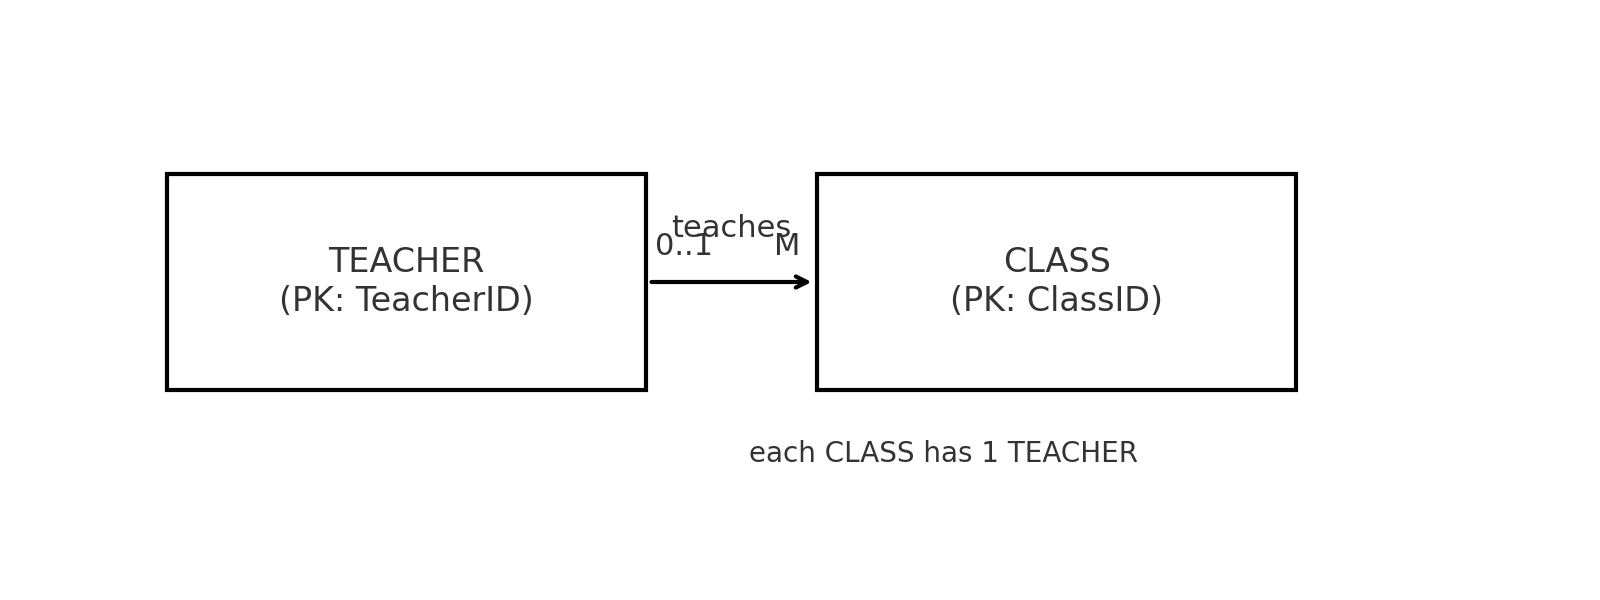 TEACHER
(PK: TeacherID)
teaches
0..1
M
CLASS
(PK: ClassID)
each CLASS has 1 TEACHER